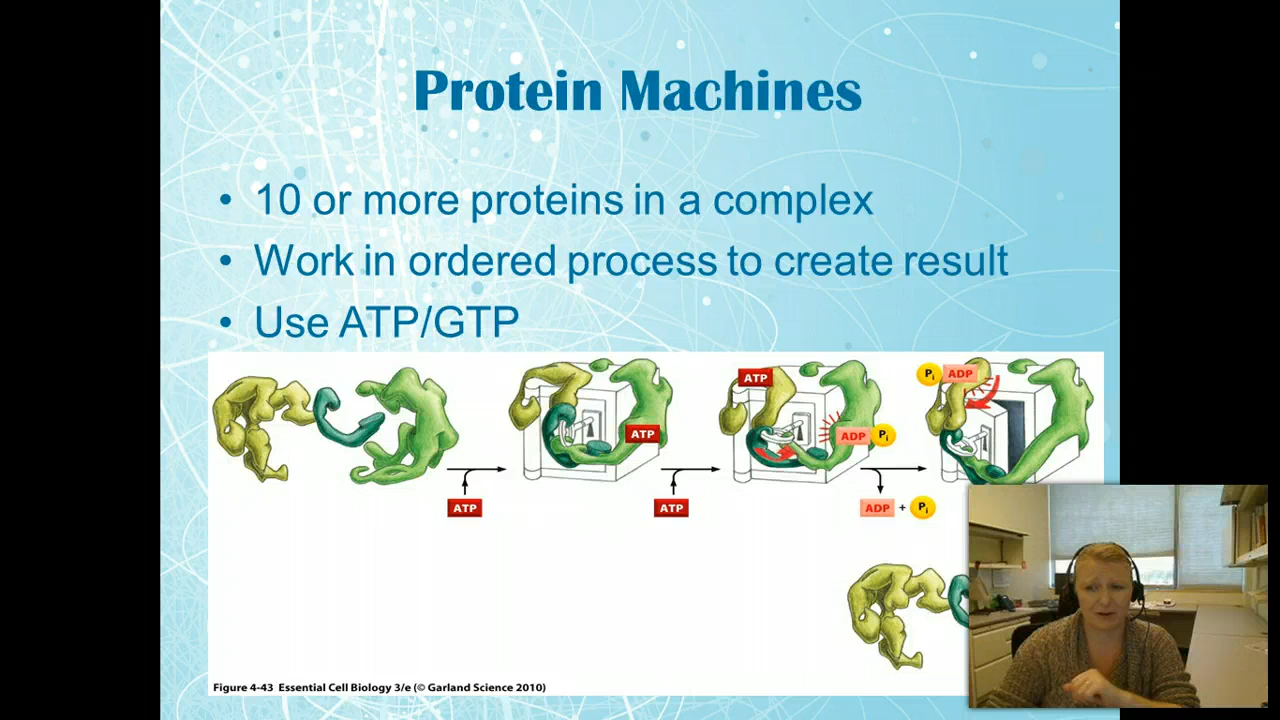 Protein Machines
• 10 or more proteins in a complex
• Work in ordered process to create result
• Use ATP/GTP
ATP
Pi ADP
ATP
ADP Pi
ATP
ATP
ADP + Pi
Figure 4-43 Essential Cell Biology 3/e (© Garland Science 2010)